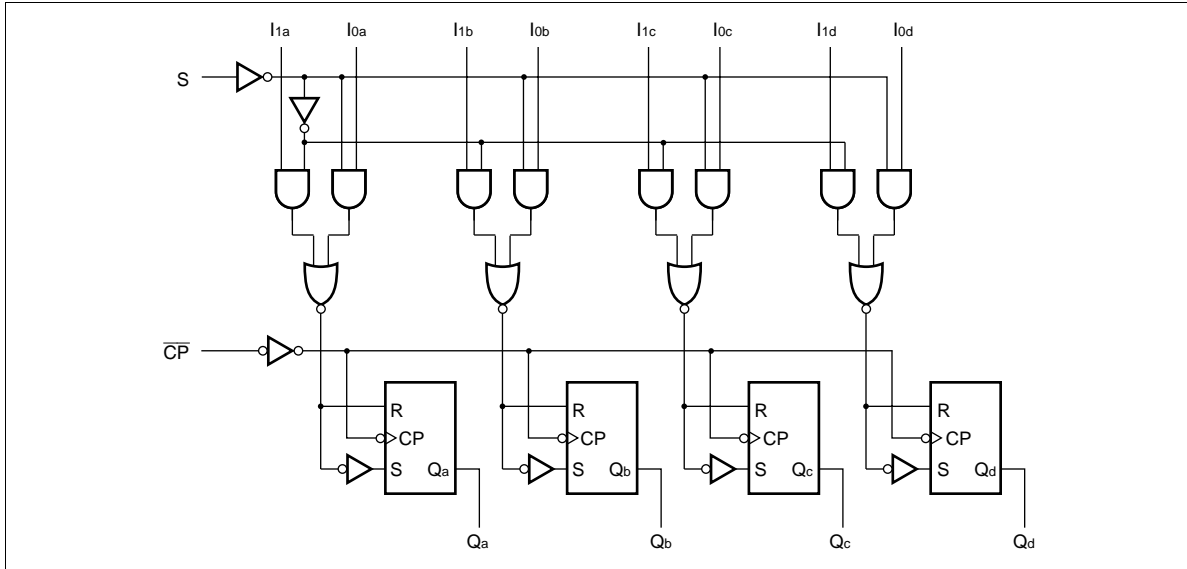 I1a I0a I1b I0b I1c I0c I1d I0d
S
CP
R R R R
CP CP CP CP
S Qa S Qb S Qc S Qd
Qa Qb Qc Qd